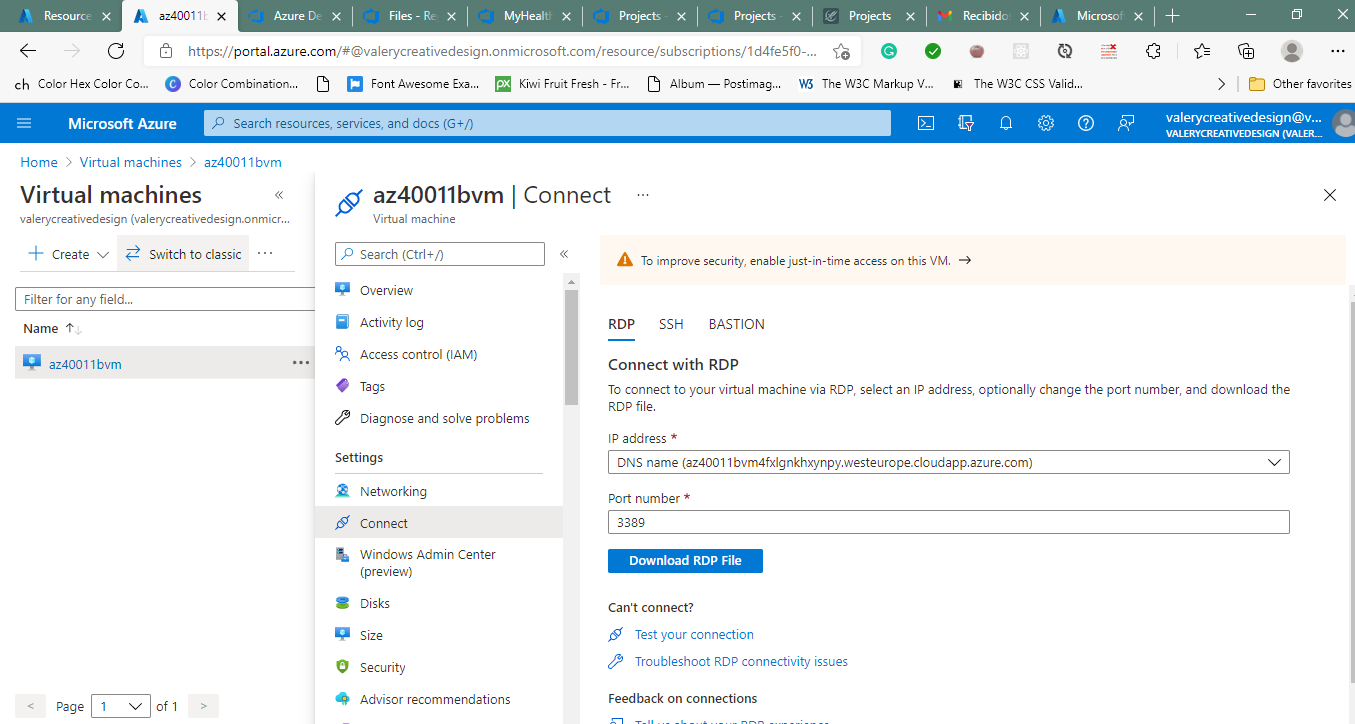 Resource
az40011b
Azure De
Files - Re
MyHealt
Projects
Projects
Projects
Recibido
Microsof
https://portal.azure.com/#@valerycreativedesign.onmicrosoft.com/resource/subscriptions/1d4fe5f0-...
ch Color Hex Color Co...
C Color Combination...
Font Awesome Exa...
px Kiwi Fruit Fresh - Fr...
Album — Postimag...
W3 The W3C Markup V...
The W3C CSS Valid...
Other favorites
Microsoft Azure
Search resources, services, and docs (G+/)
valerycreativedesign@v...
VALERYCREATIVEDESIGN (VALER...
Home > Virtual machines > az40011bvm
Virtual machines
valerycreativedesign (valerycreativedesign.onmicr...
Create
Switch to classic
Filter for any field...
Name
az40011bvm
< Page 1 of 1 >
az40011bvm | Connect
Virtual machine
Search (Ctrl+/)
Overview
Activity log
Access control (IAM)
Tags
Diagnose and solve problems
Settings
Networking
Connect
Windows Admin Center
(preview)
Disks
Size
Security
Advisor recommendations
To improve security, enable just-in-time access on this VM. →
RDP SSH BASTION
Connect with RDP
To connect to your virtual machine via RDP, select an IP address, optionally change the port number, and download the
RDP file.
IP address *
DNS name (az40011bvm4fxlgnkhxynpy.westeurope.cloudapp.azure.com)
Port number *
3389
Download RDP File
Can't connect?
Test your connection
Troubleshoot RDP connectivity issues
Feedback on connections
Tell us about your RDP experience